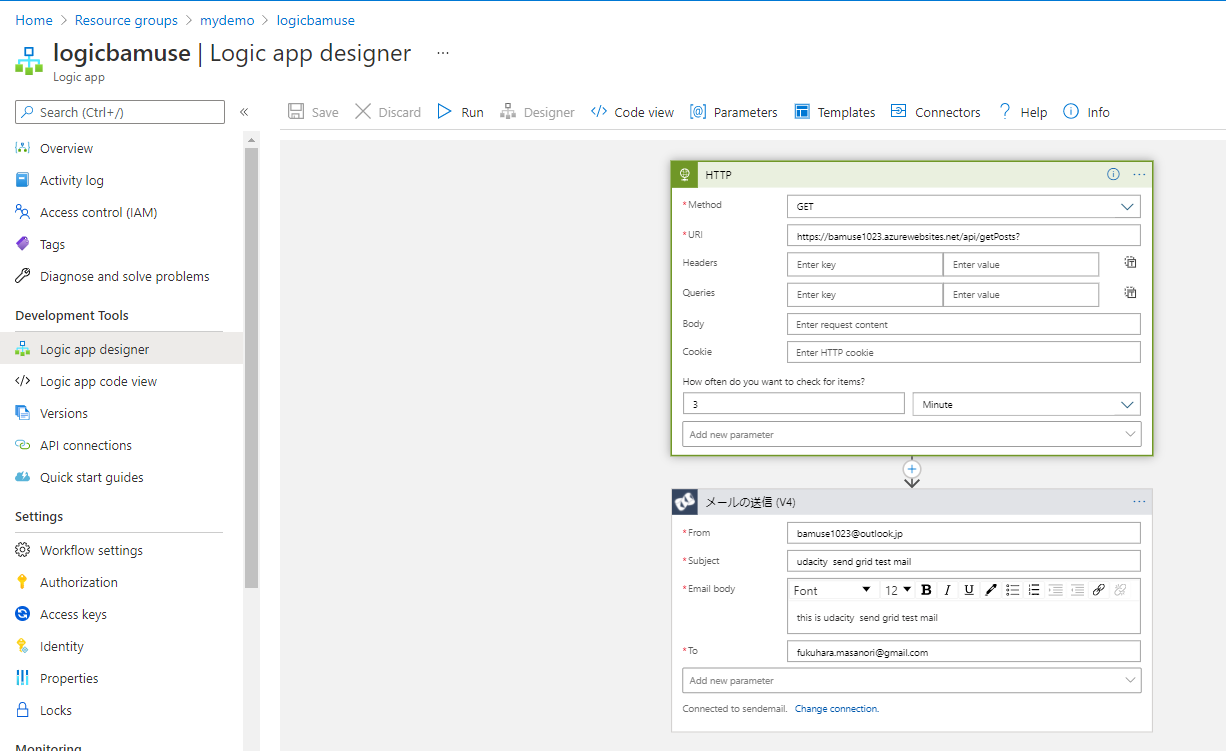 Home > Resource groups > mydemo > logicbamuse
logicbamuse | Logic app designer ...
Logic app
Search (Ctrl+/) «
Save Discard Run Designer Code view Parameters Templates Connectors Help Info
Overview
Activity log
Access control (IAM)
Tags
Diagnose and solve problems
Development Tools
Logic app designer
Logic app code view
Versions
API connections
Quick start guides
Settings
Workflow settings
Authorization
Access keys
Identity
Properties
Locks
Monitoring
HTTP ...
* Method GET
* URI https://bamuse1023.azurewebsites.net/api/getPosts?
Headers Enter key Enter value
Queries Enter key Enter value
Body Enter request content
Cookie Enter HTTP cookie
How often do you want to check for items?
3 Minute
Add new parameter
メールの送信 (V4) ...
* From bamuse1023@outlook.jp
* Subject udacity send grid test mail
* Email body Font 12 B I U
this is udacity send grid test mail
* To fukuhara.masanori@gmail.com
Add new parameter
Connected to sendemail. Change connection.